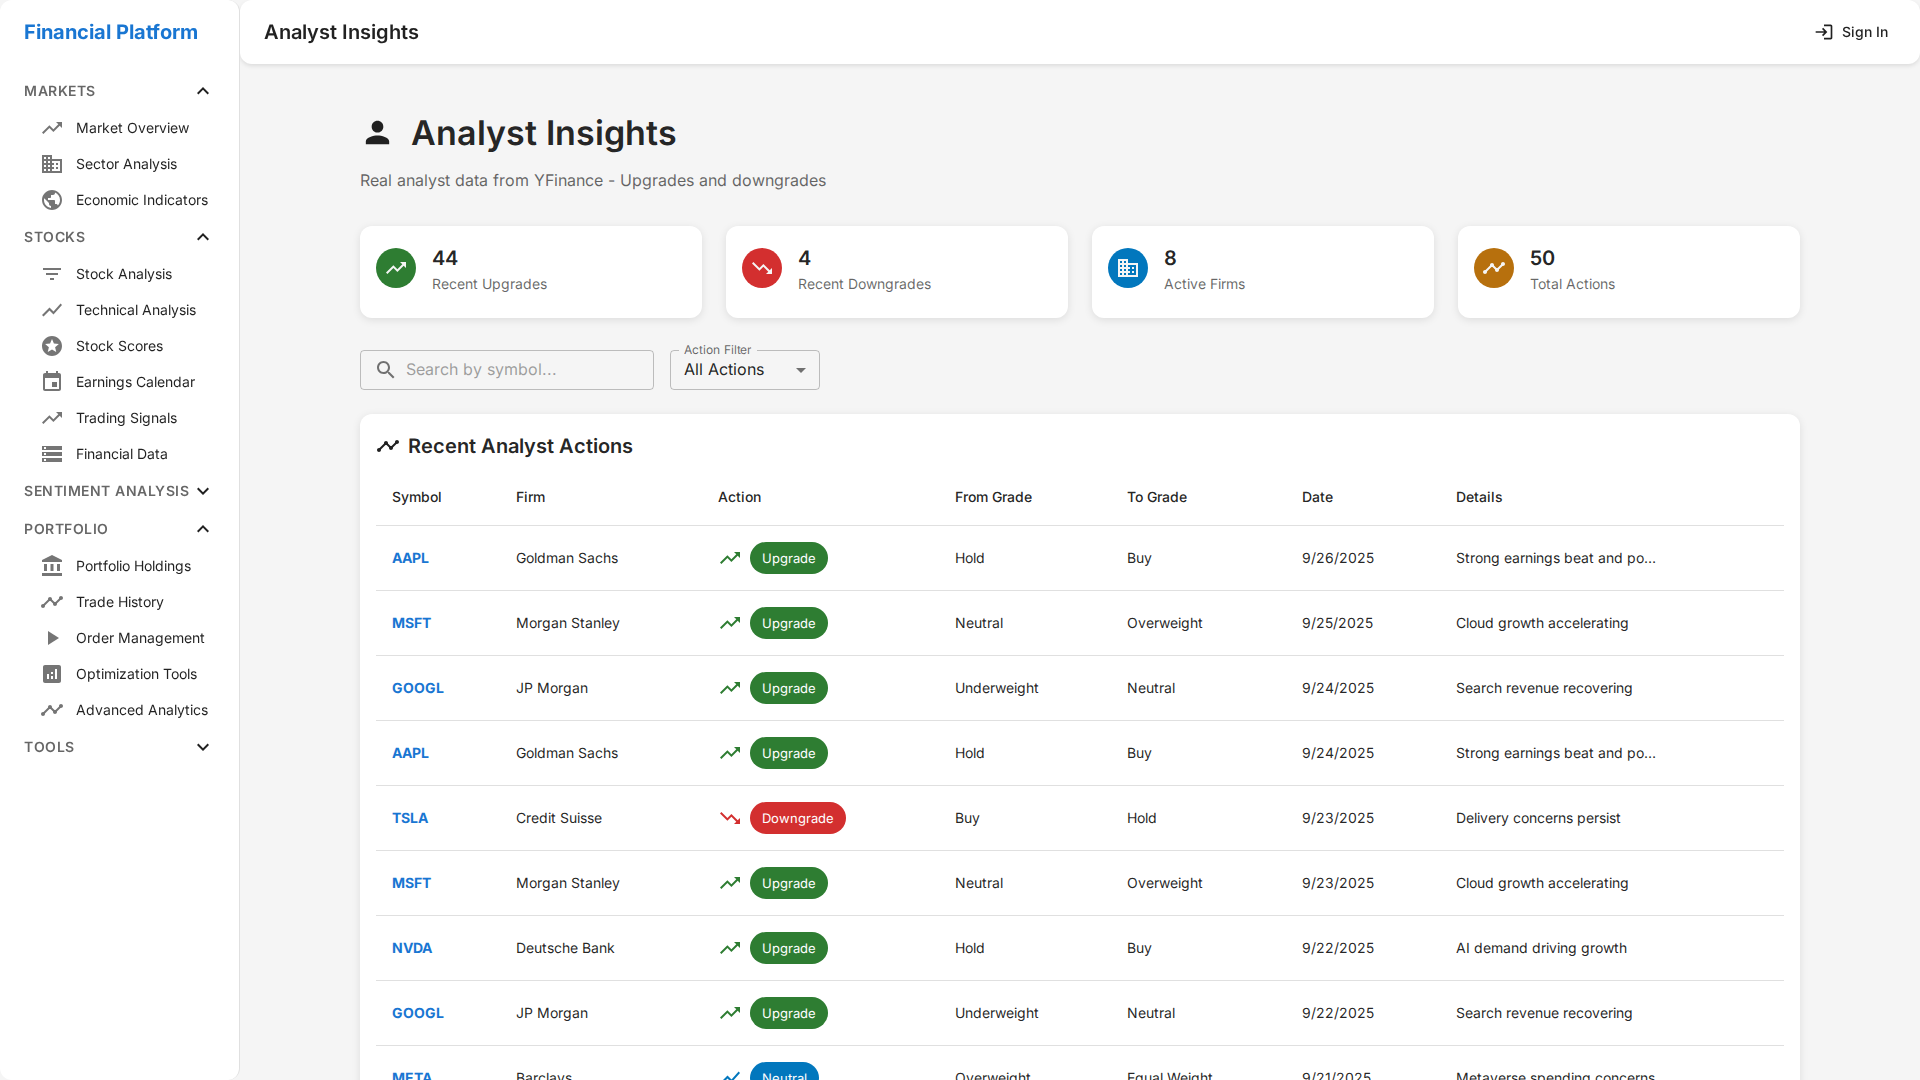 Financial Platform
MARKETS
Market Overview
Sector Analysis
Economic Indicators
STOCKS
Stock Analysis
Technical Analysis
Stock Scores
Earnings Calendar
Trading Signals
Financial Data
SENTIMENT ANALYSIS
PORTFOLIO
Portfolio Holdings
Trade History
Order Management
Optimization Tools
Advanced Analytics
TOOLS
Analyst Insights
Sign In
Analyst Insights
Real analyst data from YFinance - Upgrades and downgrades
44
Recent Upgrades
4
Recent Downgrades
8
Active Firms
50
Total Actions
Search by symbol...
Action Filter
All Actions
Recent Analyst Actions
Symbol Firm Action From Grade To Grade Date Details
AAPL Goldman Sachs Upgrade Hold Buy 9/26/2025 Strong earnings beat and po...
MSFT Morgan Stanley Upgrade Neutral Overweight 9/25/2025 Cloud growth accelerating
GOOGL JP Morgan Upgrade Underweight Neutral 9/24/2025 Search revenue recovering
AAPL Goldman Sachs Upgrade Hold Buy 9/24/2025 Strong earnings beat and po...
TSLA Credit Suisse Downgrade Buy Hold 9/23/2025 Delivery concerns persist
MSFT Morgan Stanley Upgrade Neutral Overweight 9/23/2025 Cloud growth accelerating
NVDA Deutsche Bank Upgrade Hold Buy 9/22/2025 AI demand driving growth
GOOGL JP Morgan Upgrade Underweight Neutral 9/22/2025 Search revenue recovering
META Barclays Neutral Overweight Equal Weight 9/21/2025 Metaverse spending concerns